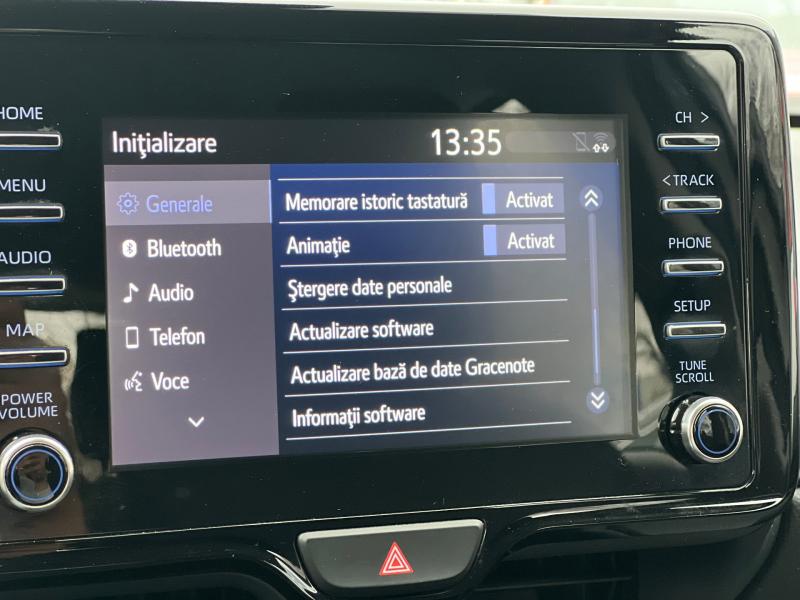 HOME
MENU
AUDIO
MAP
POWER
VOLUME
Iniţializare
13:35
Generale
Bluetooth
Audio
Telefon
Voce
Memorare istoric tastatură Activat
Animaţie Activat
Ştergere date personale
Actualizare software
Actualizare bază de date Gracenote
Informaţii software
CH >
< TRACK
PHONE
SETUP
TUNE
SCROLL